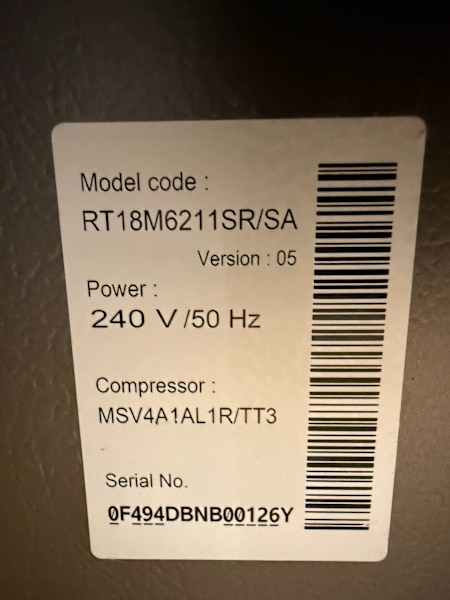 Model code :
RT18M6211SR/SA
Version : 05
Power :
240 V /50 Hz
Compressor :
MSV4A1AL1R/TT3
Serial No.
0F494DBNB00126Y